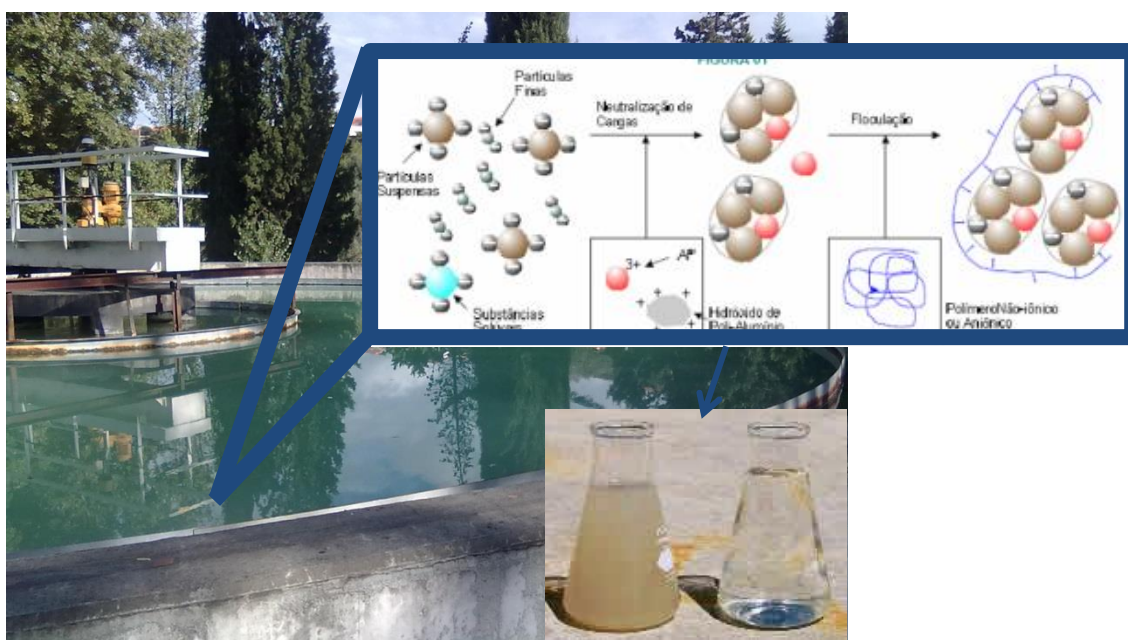 FIGURA 01
Partículas
Finas
Neutralização de
Cargas
Floculação
Partículas
Suspensas
3+
Substâncias
Solúveis
Hidróxido de
Poli-Alumínio
PolímeroNão-iônico
ou Aniônico